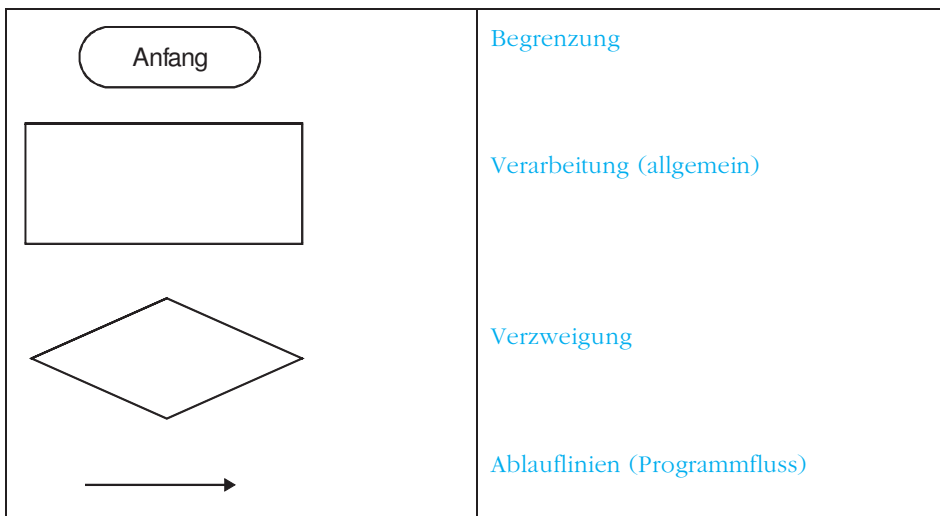 Anfang
Begrenzung
Verarbeitung (allgemein)
Verzweigung
Ablauflinien (Programmfluss)